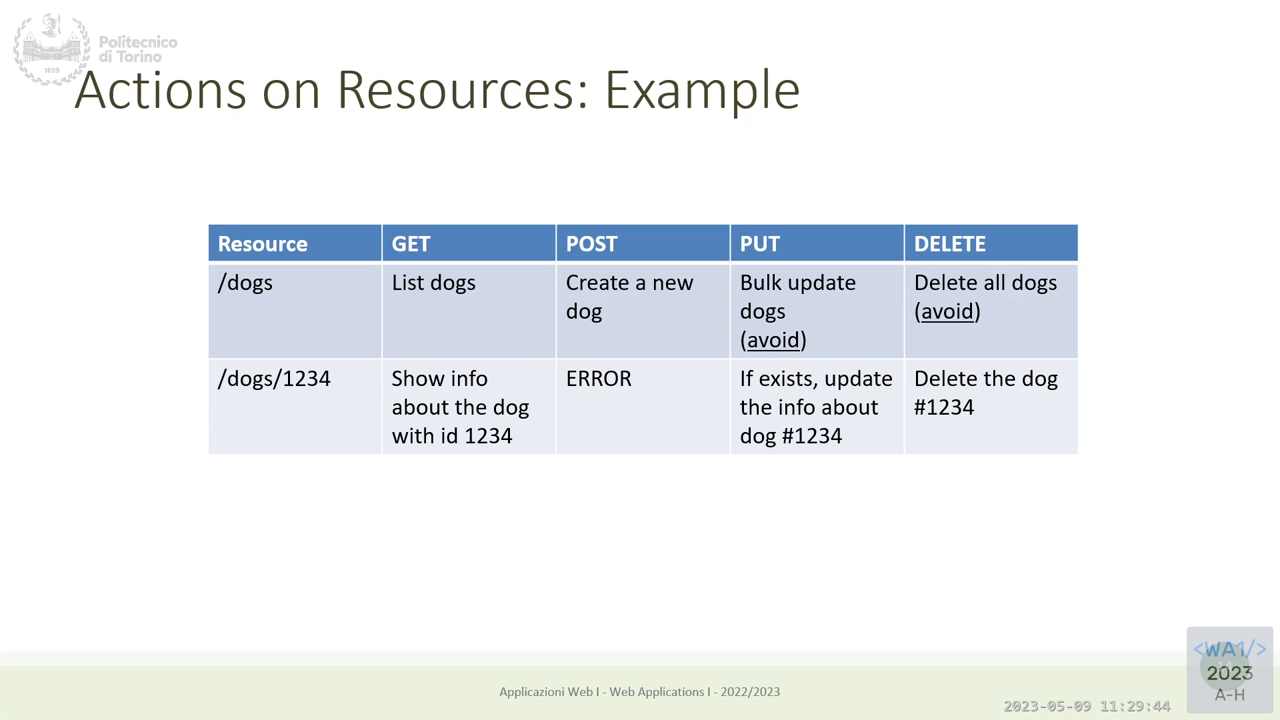 Politecnico
di Torino
1859
Actions on Resources: Example
Resource GET POST PUT DELETE
/dogs List dogs Create a new dog Bulk update dogs (avoid) Delete all dogs (avoid)
/dogs/1234 Show info about the dog with id 1234 ERROR If exists, update the info about dog #1234 Delete the dog #1234
Applicazioni Web I - Web Applications I - 2022/2023
2023-05-09 11:29:44
<WA1/>
2023
A-H